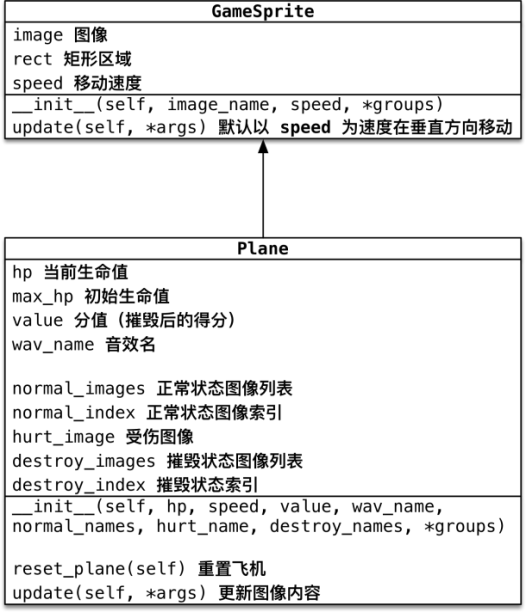 GameSprite
image 图像
rect 矩形区域
speed 移动速度
__init__(self, image_name, speed, *groups)
update(self, *args) 默认以 speed 为速度在垂直方向移动
Plane
hp 当前生命值
max_hp 初始生命值
value 分值（摧毁后的得分）
wav_name 音效名
normal_images 正常状态图像列表
normal_index 正常状态图像索引
hurt_image 受伤图像
destroy_images 摧毁状态图像列表
destroy_index 摧毁状态索引
__init__(self, hp, speed, value, wav_name,
normal_names, hurt_name, destroy_names, *groups)
reset_plane(self) 重置飞机
update(self, *args) 更新图像内容